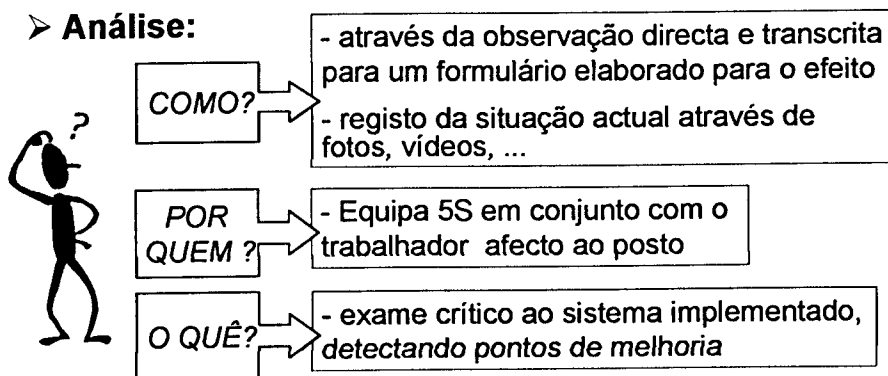 ➢ Análise:
COMO?
- através da observação directa e transcrita
para um formulário elaborado para o efeito
- registo da situação actual através de
fotos, vídeos, ...
?
POR
QUEM ?
- Equipa 5S em conjunto com o
trabalhador afecto ao posto
O QUÊ?
- exame crítico ao sistema implementado,
detectando pontos de melhoria